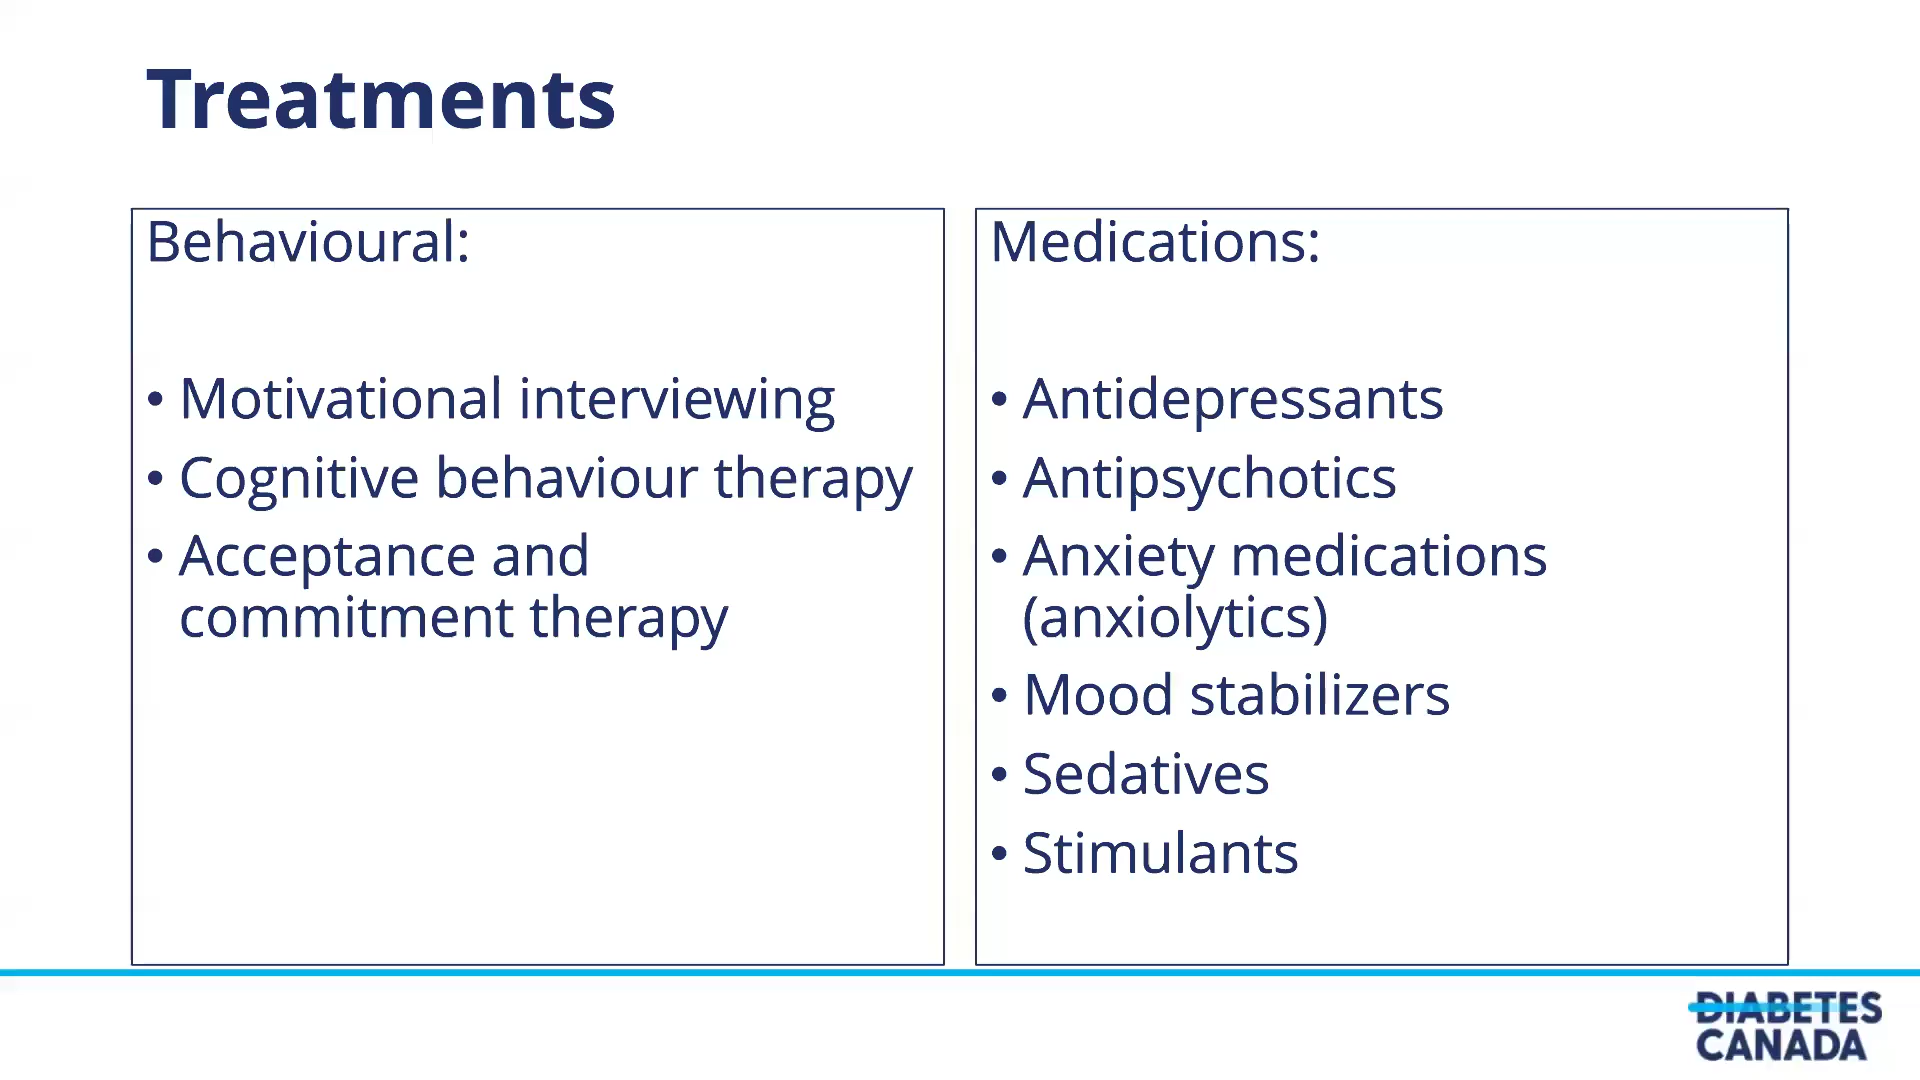 Treatments
Behavioural:
• Motivational interviewing
• Cognitive behaviour therapy
• Acceptance and
commitment therapy
Medications:
• Antidepressants
• Antipsychotics
• Anxiety medications
(anxiolytics)
• Mood stabilizers
• Sedatives
• Stimulants
DIABETES
CANADA